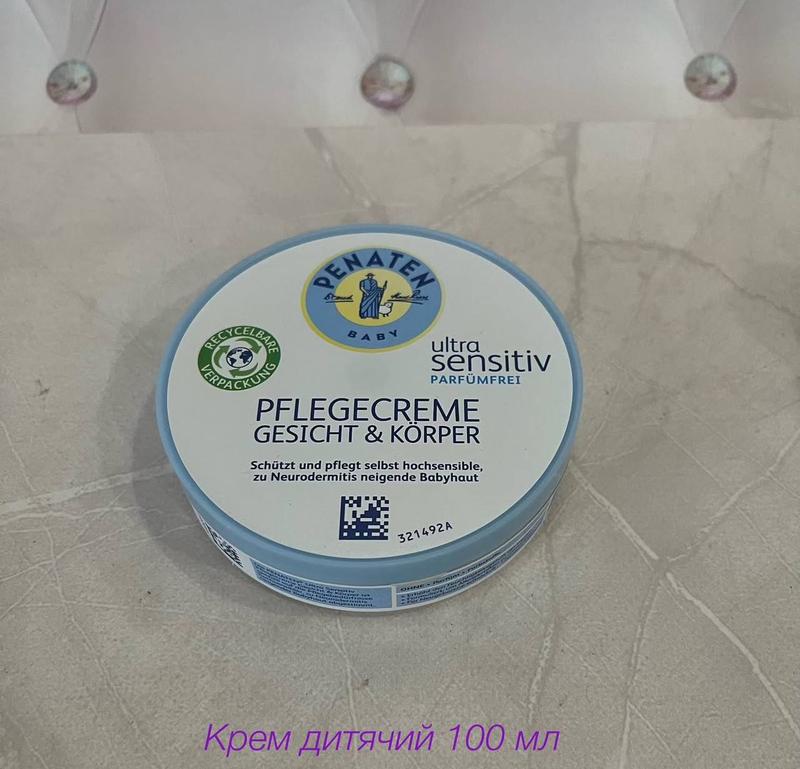 PENATEN
BABY
RECYCELBARE
VERPACKUNG
ultra
sensitiv
PARFÜMFREI
PFLEGECREME
GESICHT & KÖRPER
Schützt und pflegt selbst hochsensible,
zu Neurodermitis neigende Babyhaut
321492A
Крем дитячий 100 мл